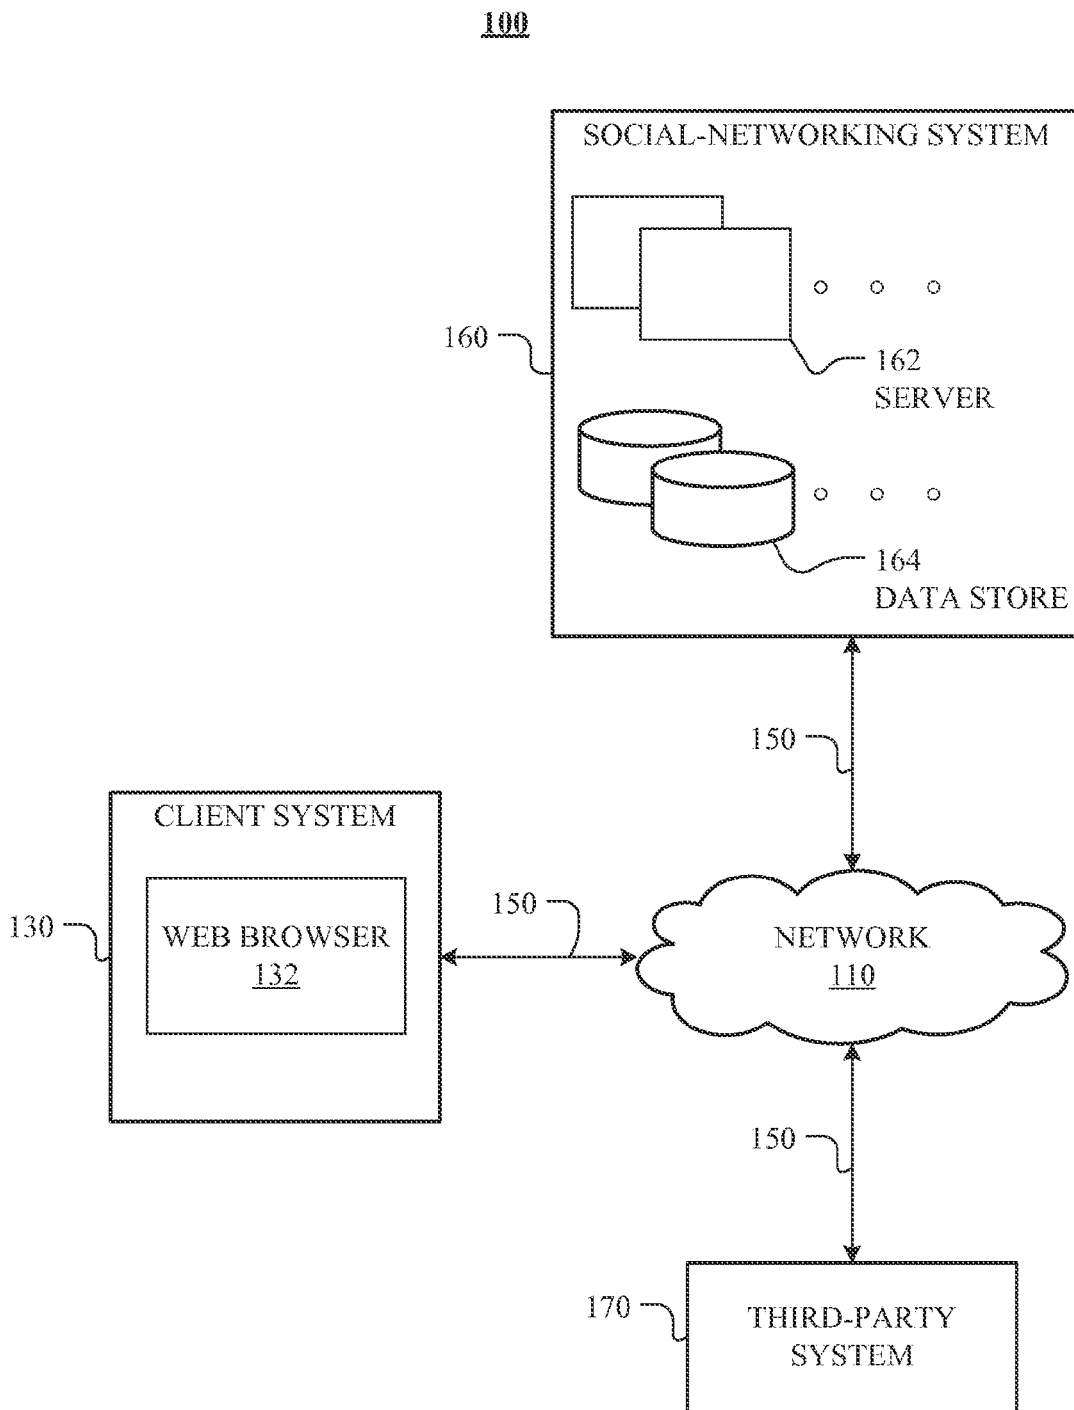 100
SOCIAL-NETWORKING SYSTEM
160
162
SERVER
164
DATA STORE
150
CLIENT SYSTEM
130
WEB BROWSER
132
150
NETWORK
110
150
170
THIRD-PARTY
SYSTEM